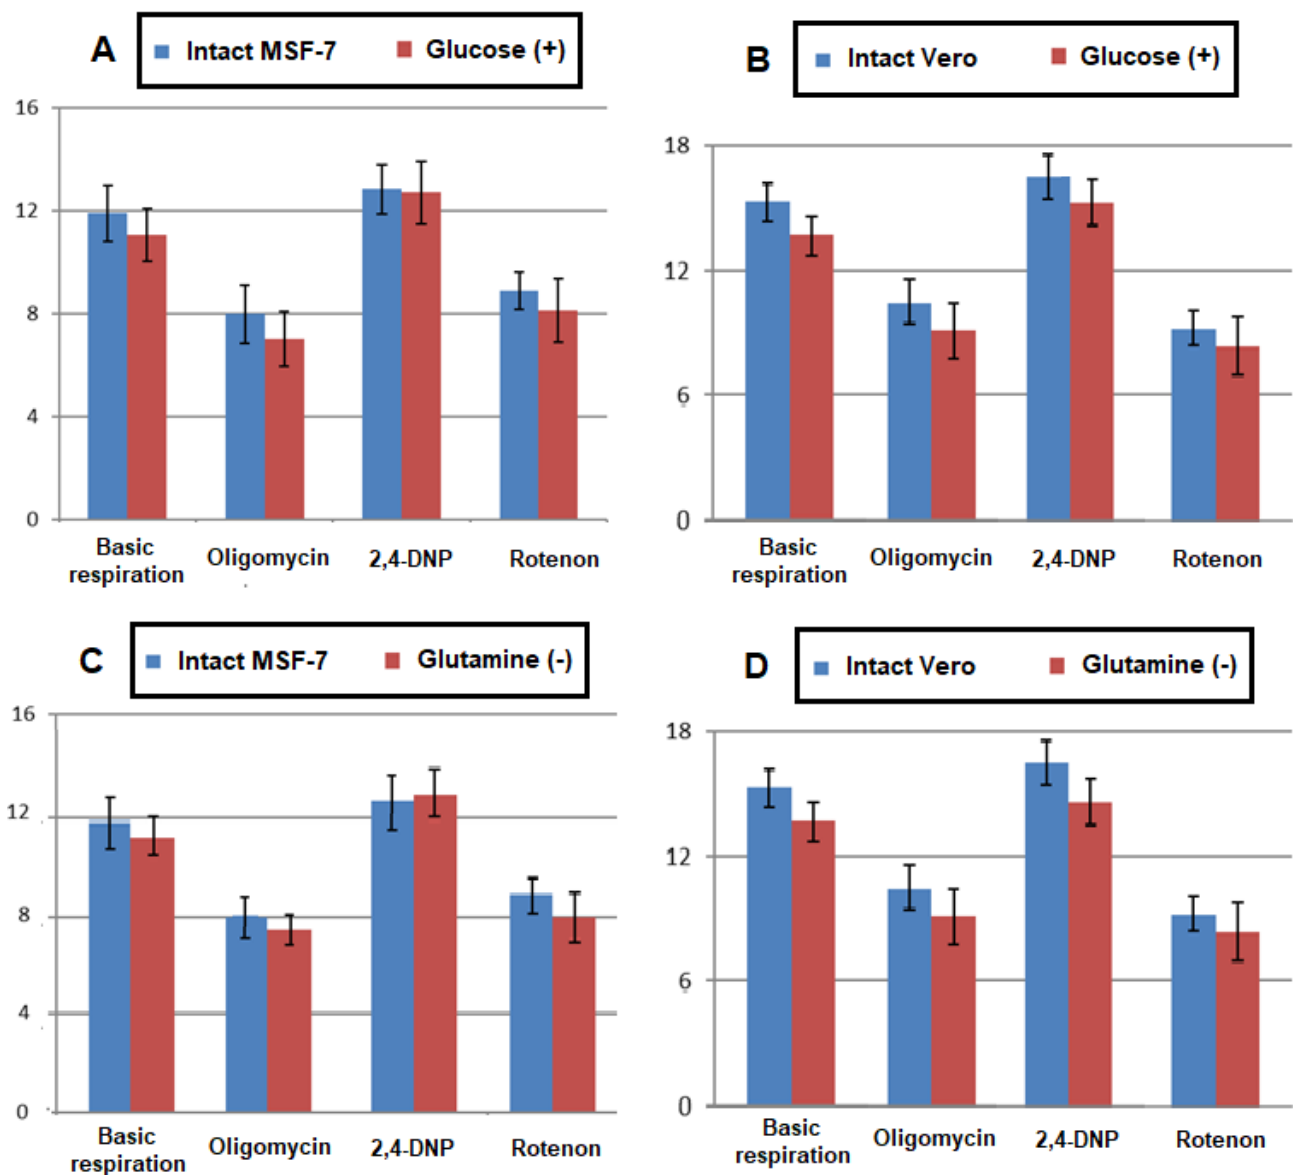 A
Intact MSF-7 Glucose (+)
16
12
8
4
0
Basic
respiration
Oligomycin
2,4-DNP
Rotenon
B
Intact Vero Glucose (+)
18
12
6
0
Basic
respiration
Oligomycin
2,4-DNP
Rotenon
C
Intact MSF-7 Glutamine (-)
16
12
8
4
0
Basic
respiration
Oligomycin
2,4-DNP
Rotenon
D
Intact Vero Glutamine (-)
18
12
6
0
Basic
respiration
Oligomycin
2,4-DNP
Rotenon